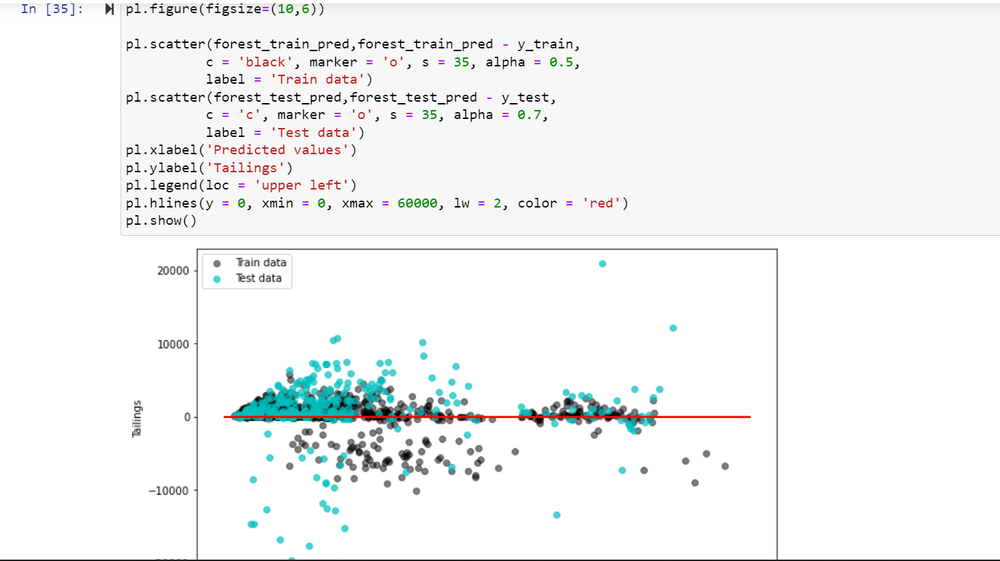 In [35]:
pl.figure(figsize=(10,6))
pl.scatter(forest_train_pred,forest_train_pred - y_train,
c = 'black', marker = 'o', s = 35, alpha = 0.5,
label = 'Train data')
pl.scatter(forest_test_pred,forest_test_pred - y_test,
c = 'c', marker = 'o', s = 35, alpha = 0.7,
label = 'Test data')
pl.xlabel('Predicted values')
pl.ylabel('Tailings')
pl.legend(loc = 'upper left')
pl.hlines(y = 0, xmin = 0, xmax = 60000, lw = 2, color = 'red')
pl.show()
Train data
Test data
20000
10000
0
−10000
Tailings